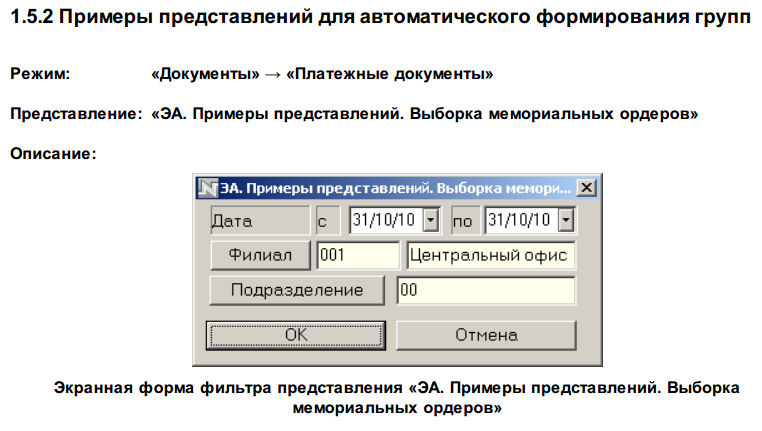 1.5.2 Примеры представлений для автоматического формирования групп
Режим: «Документы» → «Платежные документы»
Представление: «ЭА. Примеры представлений. Выборка мемориальных ордеров»
Описание:
ЭА. Примеры представлений. Выборка мемори...
Дата с 31/10/10 по 31/10/10
Филиал 001 Центральный офис
Подразделение 00
ОК Отмена
Экранная форма фильтра представления «ЭА. Примеры представлений. Выборка
мемориальных ордеров»